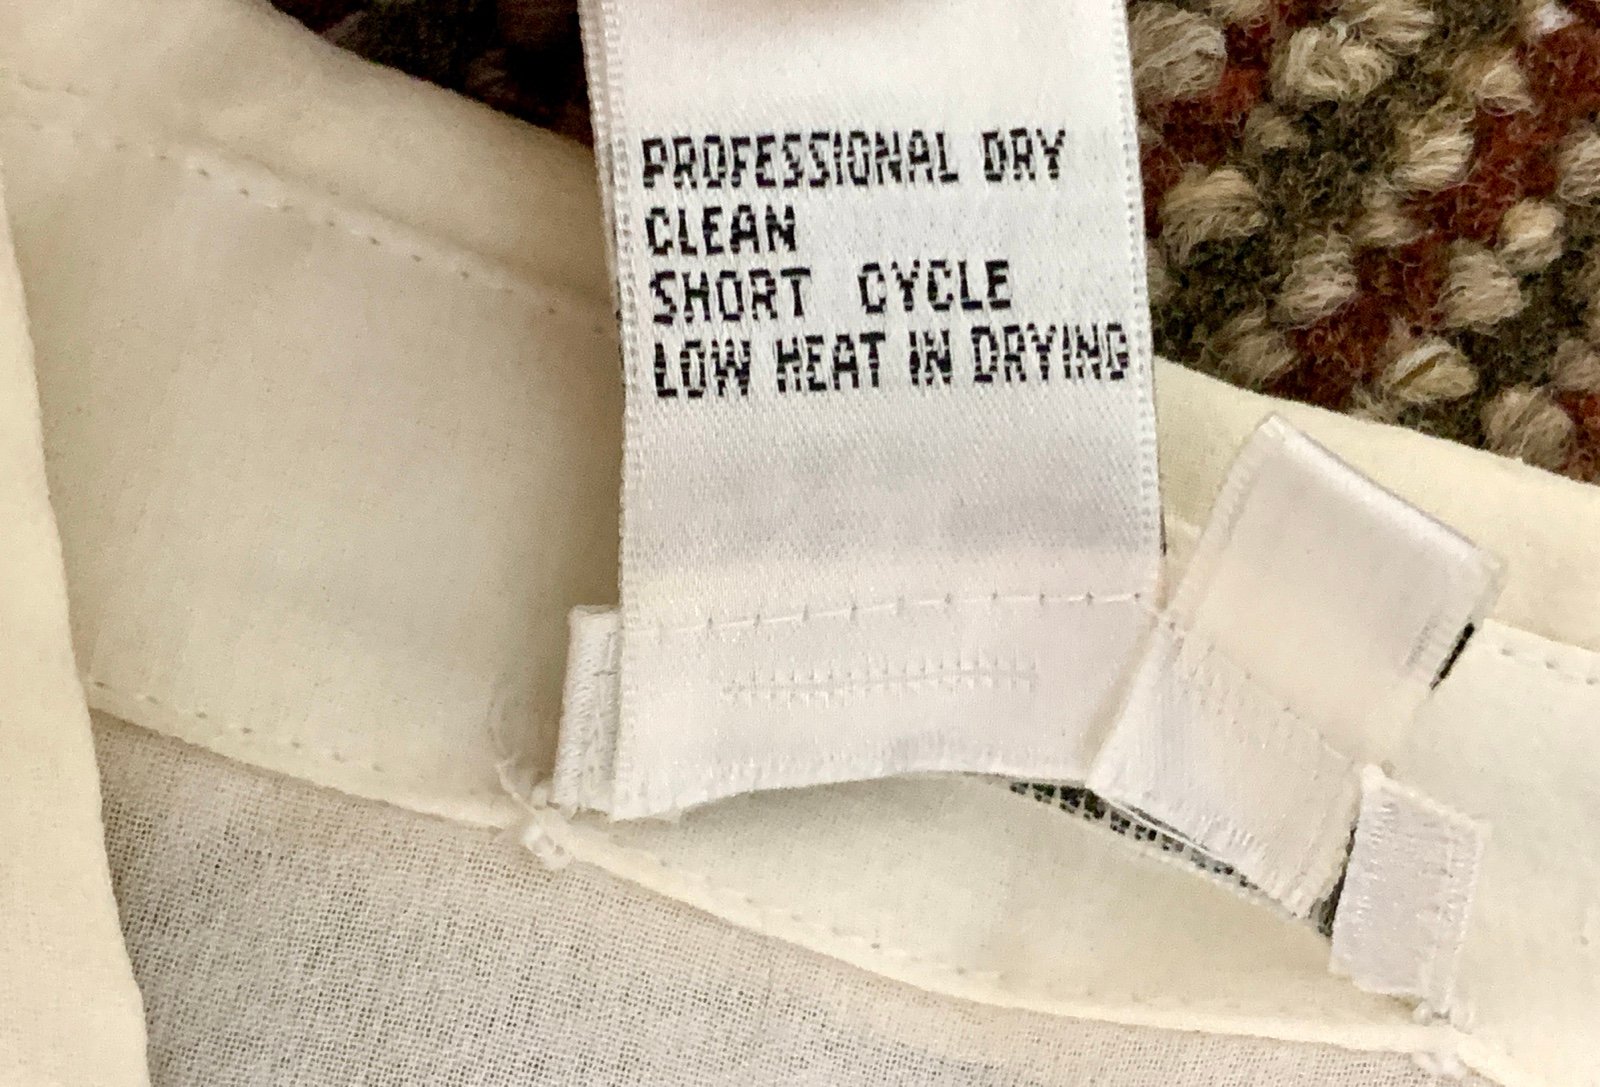 PROFESSIONAL DRY
CLEAN
SHORT CYCLE
LOW HEAT IN DRYING